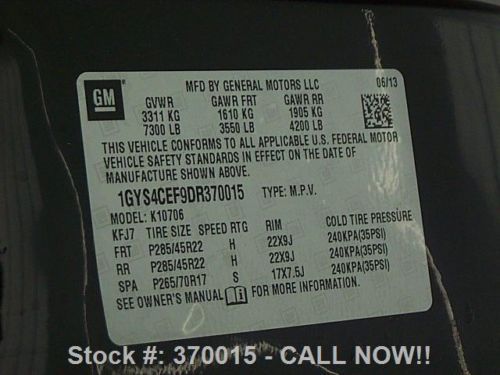 GM
MFD BY GENERAL MOTORS LLC
06/13
GVWR GAWR FRT GAWR RR
3311 KG 1610 KG 1905 KG
7300 LB 3550 LB 4200 LB
THIS VEHICLE CONFORMS TO ALL APPLICABLE U.S. FEDERAL MOTOR
VEHICLE SAFETY STANDARDS IN EFFECT ON THE DATE OF
MANUFACTURE SHOWN ABOVE.
1GYS4CEF9DR370015 TYPE: M.P.V.
MODEL: K10706
KFJ7 TIRE SIZE SPEED RTG RIM COLD TIRE PRESSURE
FRT P285/45R22 H 22X9J 240KPA(35PSI)
RR P285/45R22 H 22X9J 240KPA(35PSI)
SPA P265/70R17 S 17X7.5J 240KPA(35PSI)
SEE OWNER'S MANUAL FOR MORE INFORMATION.
Stock #: 370015 - CALL NOW!!